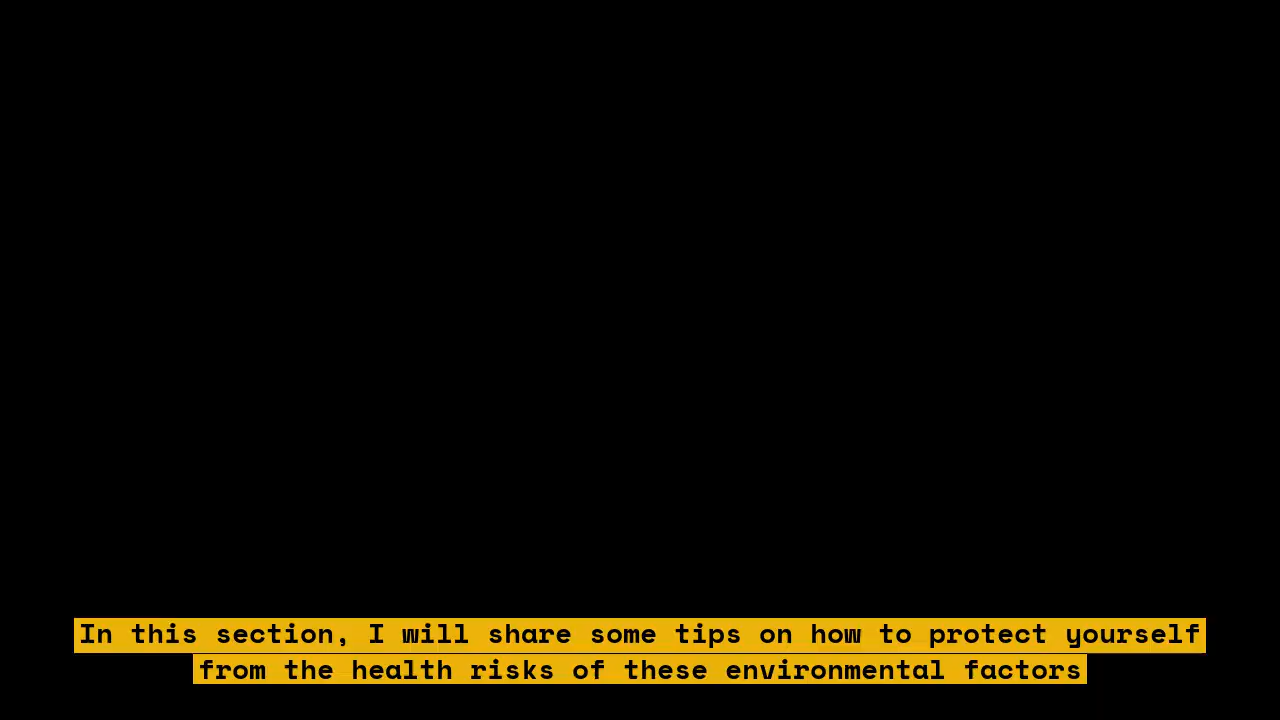 In this section, I will share some tips on how to protect yourself
from the health risks of these environmental factors